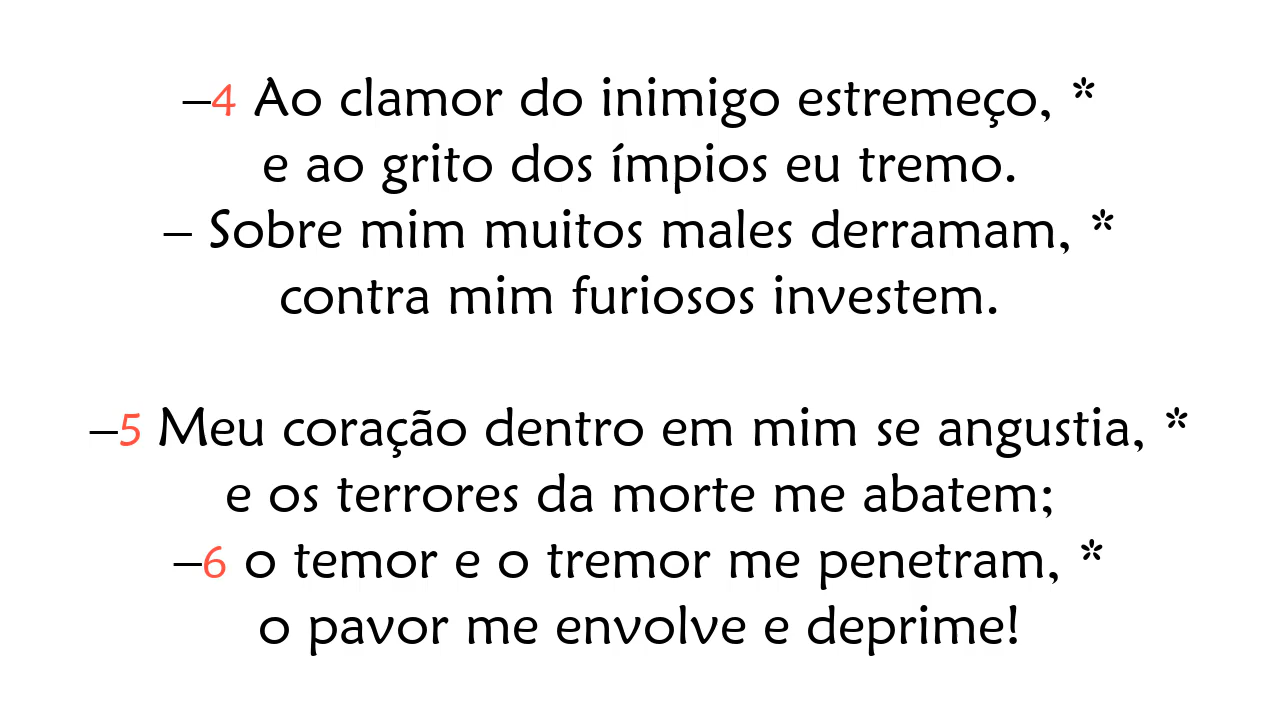 –4 Ao clamor do inimigo estremeço, *
e ao grito dos ímpios eu tremo.
– Sobre mim muitos males derramam, *
contra mim furiosos investem.
–5 Meu coração dentro em mim se angustia, *
e os terrores da morte me abatem;
–6 o temor e o tremor me penetram, *
o pavor me envolve e deprime!